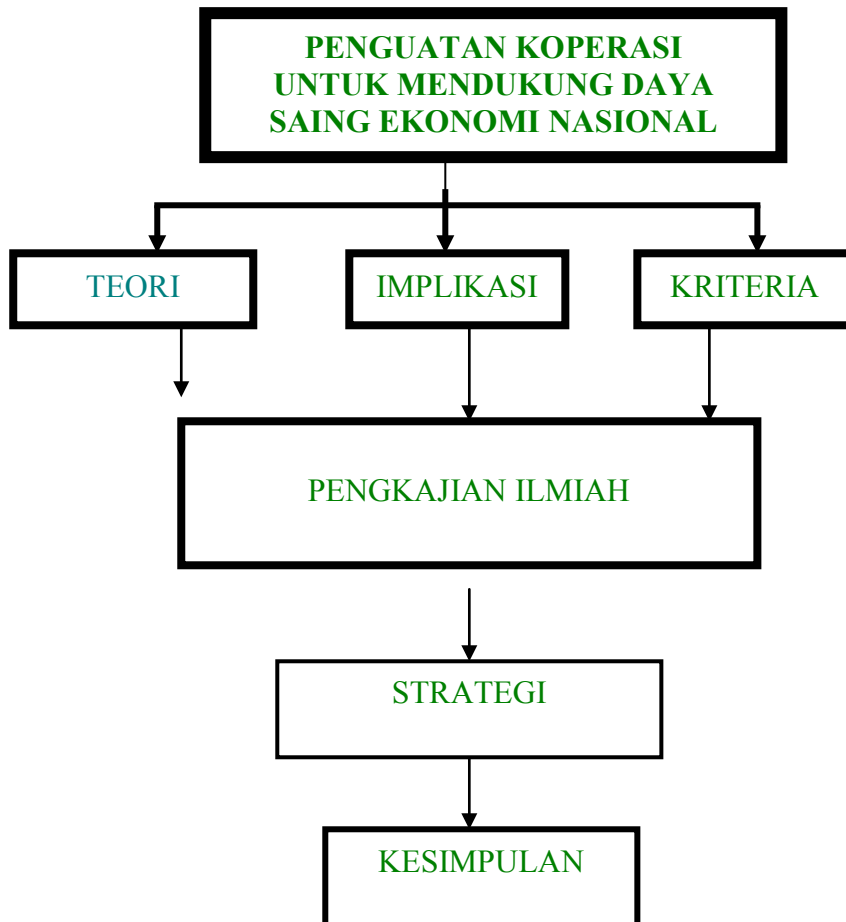 PENGUATAN KOPERASI
UNTUK MENDUKUNG DAYA
SAING EKONOMI NASIONAL
TEORI
IMPLIKASI
KRITERIA
PENGKAJIAN ILMIAH
STRATEGI
KESIMPULAN